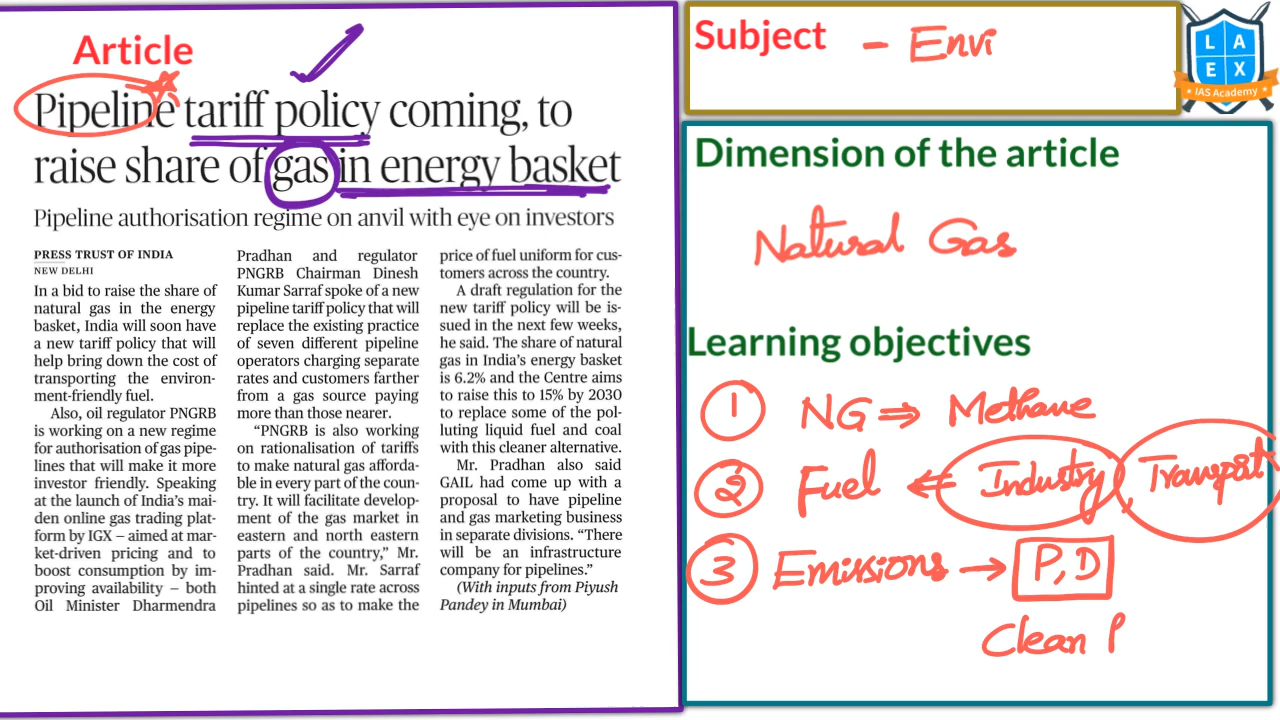 Article
Pipeline tariff policy coming, to
raise share of gas in energy basket
Pipeline authorisation regime on anvil with eye on investors
PRESS TRUST OF INDIA
NEW DELHI
In a bid to raise the share of
natural gas in the energy
basket, India will soon have
a new tariff policy that will
help bring down the cost of
transporting the environ-
ment-friendly fuel.
Also, oil regulator PNGRB
is working on a new regime
for authorisation of gas pipe-
lines that will make it more
investor friendly. Speaking
at the launch of India's mai-
den online gas trading plat-
form by IGX – aimed at mar-
ket-driven pricing and to
boost consumption by im-
proving availability – both
Oil Minister Dharmendra
Pradhan and regulator
PNGRB Chairman Dinesh
Kumar Sarraf spoke of a new
pipeline tariff policy that will
replace the existing practice
of seven different pipeline
operators charging separate
rates and customers farther
from a gas source paying
more than those nearer.
"PNGRB is also working
on rationalisation of tariffs
to make natural gas afforda-
ble in every part of the coun-
try. It will facilitate develop-
ment of the gas market in
eastern and north eastern
parts of the country," Mr.
Pradhan said. Mr. Sarraf
hinted at a single rate across
pipelines so as to make the
price of fuel uniform for cus-
tomers across the country.
A draft regulation for the
new tariff policy will be is-
sued in the next few weeks,
he said. The share of natural
gas in India's energy basket
is 6.2% and the Centre aims
to raise this to 15% by 2030
to replace some of the pol-
luting liquid fuel and coal
with this cleaner alternative.
Mr. Pradhan also said
GAIL had come up with a
proposal to have pipeline
and gas marketing business
in separate divisions. "There
will be an infrastructure
company for pipelines."
(With inputs from Piyush
Pandey in Mumbai)
Subject – Envi
L A
E X
IAS Academy
Dimension of the article
Natural Gas
Learning objectives
1 NG ⇒ Methane
2 Fuel ⇐ Industry, Transport
3 Emissions → P, D
Clean P